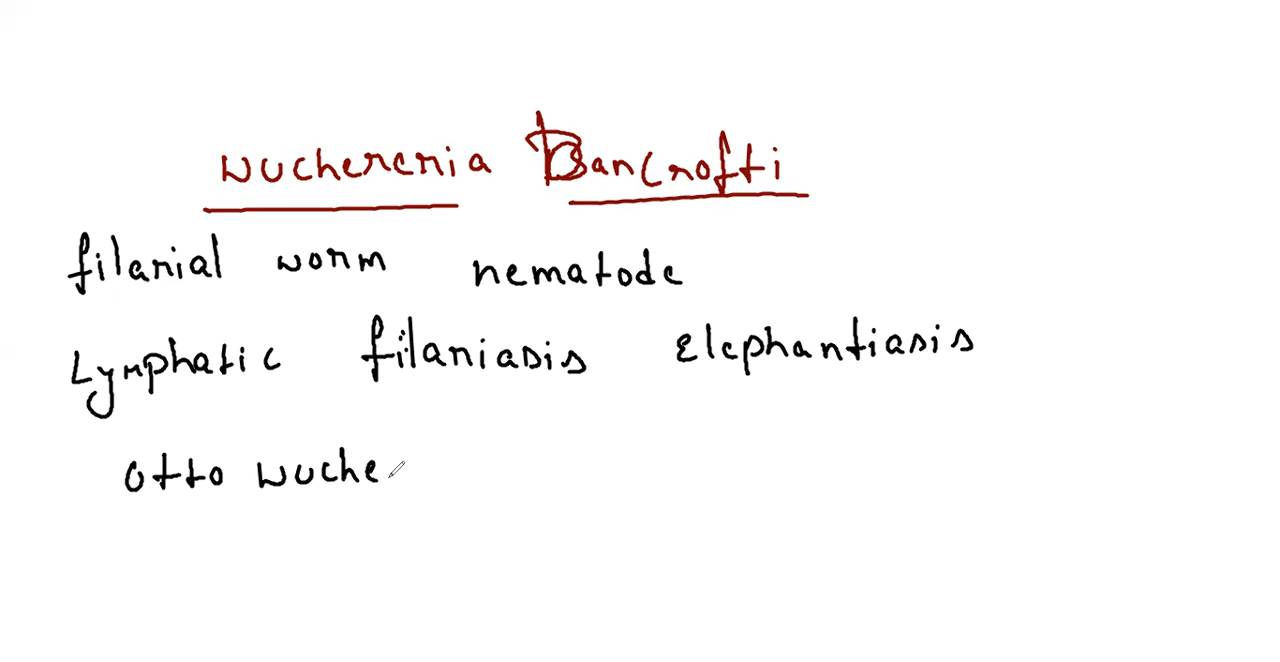 Wuchereria Bancrofti
filarial worm nematode
Lymphatic filariasis Elephantiasis
Otto wuche